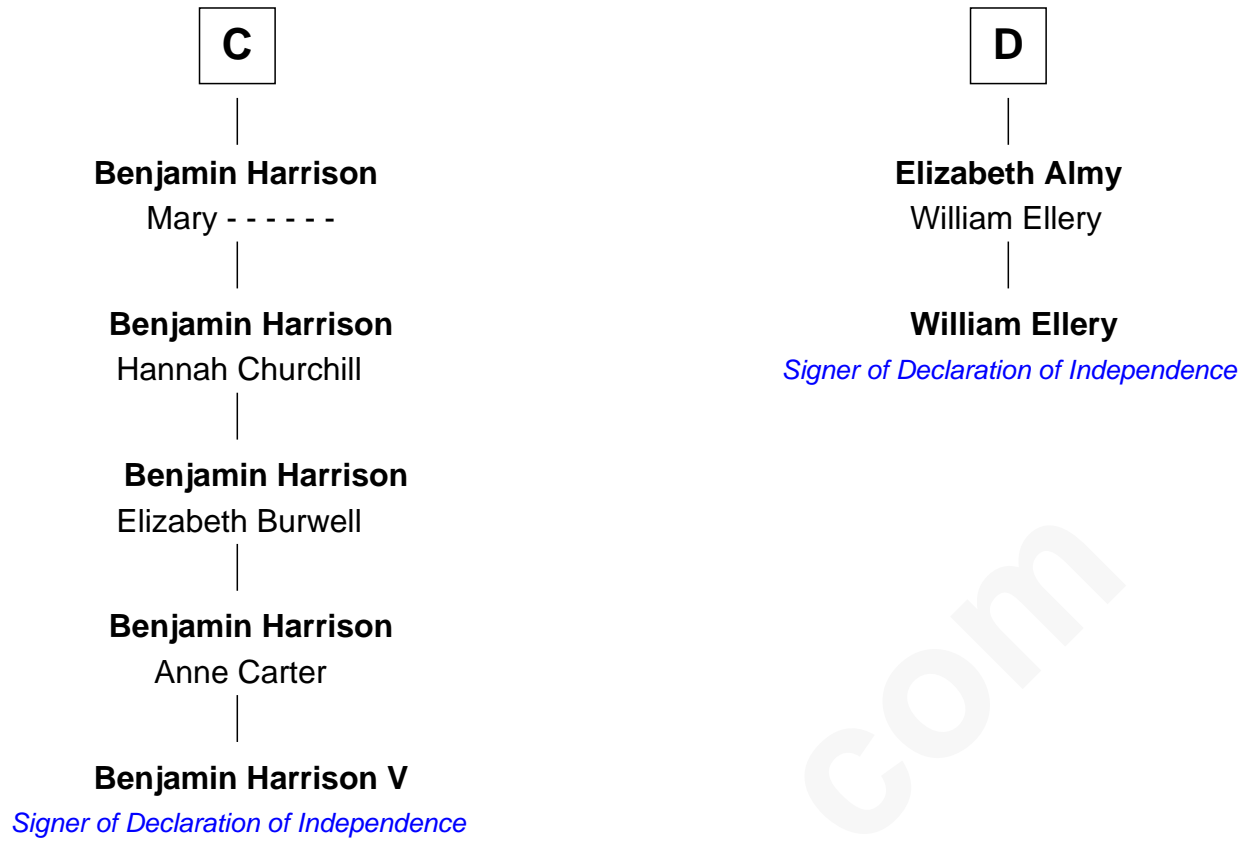 C
Benjamin Harrison
Mary - - - - - -
Benjamin Harrison
Hannah Churchill
Benjamin Harrison
Elizabeth Burwell
Benjamin Harrison
Anne Carter
Benjamin Harrison V
Signer of Declaration of Independence
D
Elizabeth Almy
William Ellery
William Ellery
Signer of Declaration of Independence
com